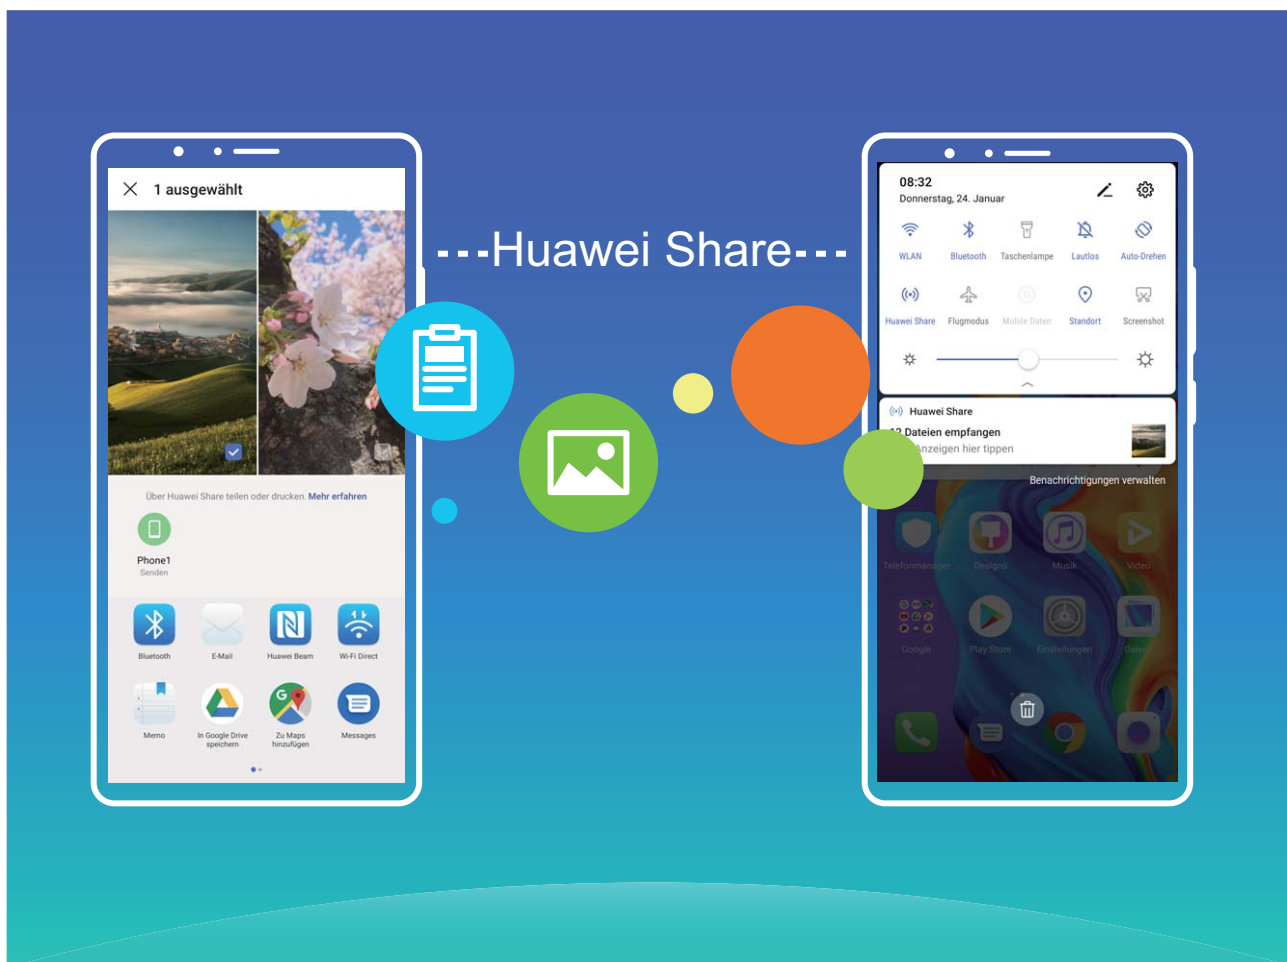 1 ausgewählt
Über Huawei Share teilen oder drucken. Mehr erfahren
Phone1
Senden
Bluetooth
E-Mail
Huawei Beam
Wi-Fi Direct
Memo
In Google Drive speichern
Zu Maps hinzufügen
Messages
---Huawei Share---
08:32
Donnerstag, 24. Januar
WLAN
Bluetooth
Taschenlampe
Lautlos
Auto-Drehen
Huawei Share
Flugmodus
Mobile Daten
Standort
Screenshot
Huawei Share
Dateien empfangen
Anzeigen hier tippen
Benachrichtigungen verwalten
Telefonmanager
Designs
Musik
Video
Google
Play Store
Einstellungen